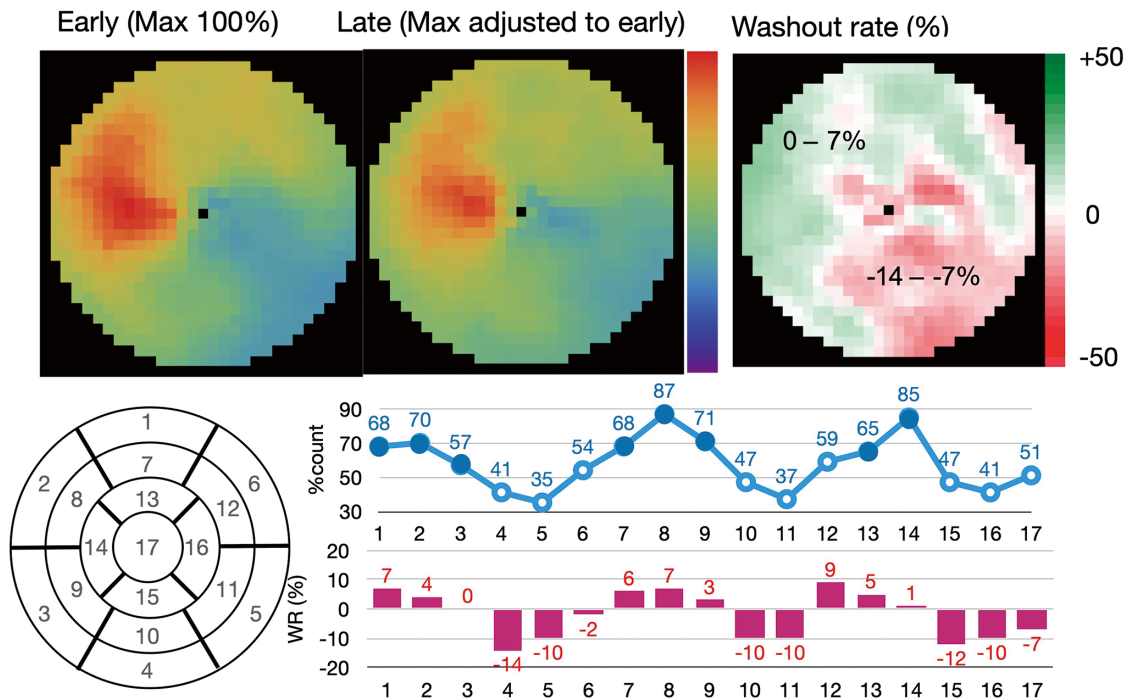 Early (Max 100%)
Late (Max adjusted to early)
Washout rate (%)
+50
0
-50
0 – 7%
-14 – -7%
1
2
3
4
5
6
7
8
9
10
11
12
13
14
15
16
17
%count
90
70
50
30
68 70 57 41 35 54 68 87 71 47 37 59 65 85 47 41 51
1 2 3 4 5 6 7 8 9 10 11 12 13 14 15 16 17
WR (%)
20
10
0
-10
-20
7 4 0 -14 -10 -2 6 7 3 -10 -10 9 5 1 -12 -10 -7
1 2 3 4 5 6 7 8 9 10 11 12 13 14 15 16 17